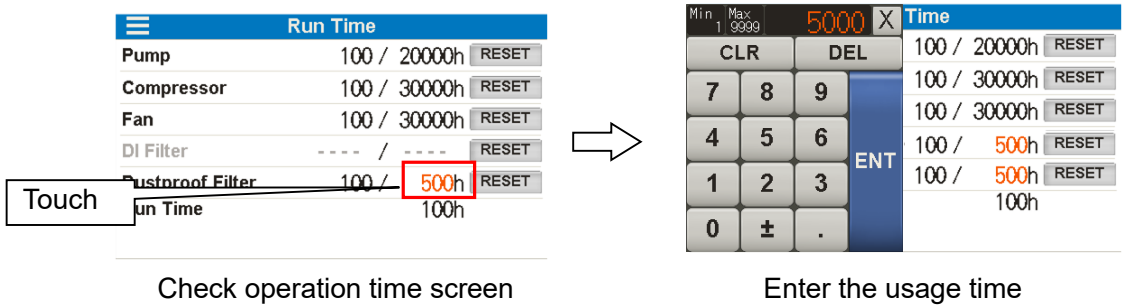 Run Time
Pump 100 / 20000h RESET
Compressor 100 / 30000h RESET
Fan 100 / 30000h RESET
DI Filter ---- / ---- RESET
Dustproof Filter 100 / 500h RESET
Run Time 100h
Touch
Check operation time screen
Min 1 Max 9999 5000 X
CLR DEL
7 8 9
4 5 6
ENT
1 2 3
0 ± .
Time
100 / 20000h RESET
100 / 30000h RESET
100 / 30000h RESET
100 / 500h RESET
100 / 500h RESET
100h
Enter the usage time